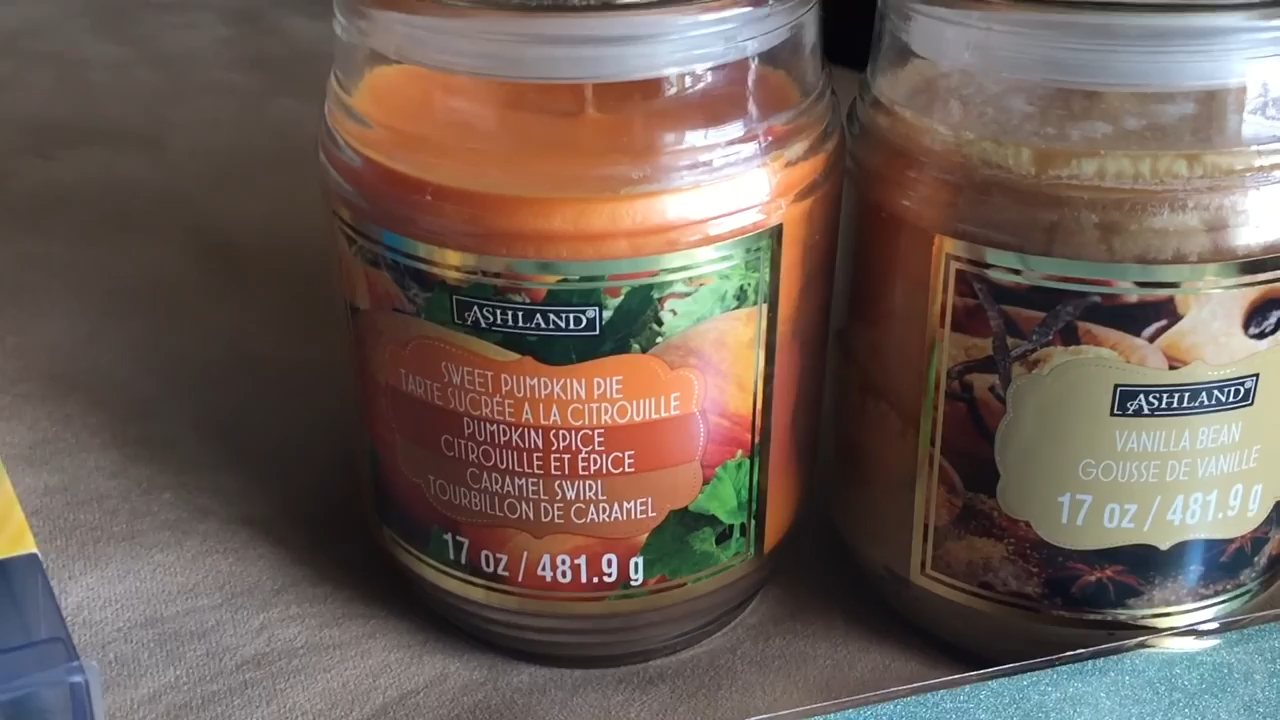 ASHLAND®
SWEET PUMPKIN PIE
TARTE SUCRÉE A LA CITROUILLE
PUMPKIN SPICE
CITROUILLE ET ÉPICE
CARAMEL SWIRL
TOURBILLON DE CARAMEL
17 oz / 481.9 g
ASHLAND®
VANILLA BEAN
GOUSSE DE VANILLE
17 oz / 481.9 g